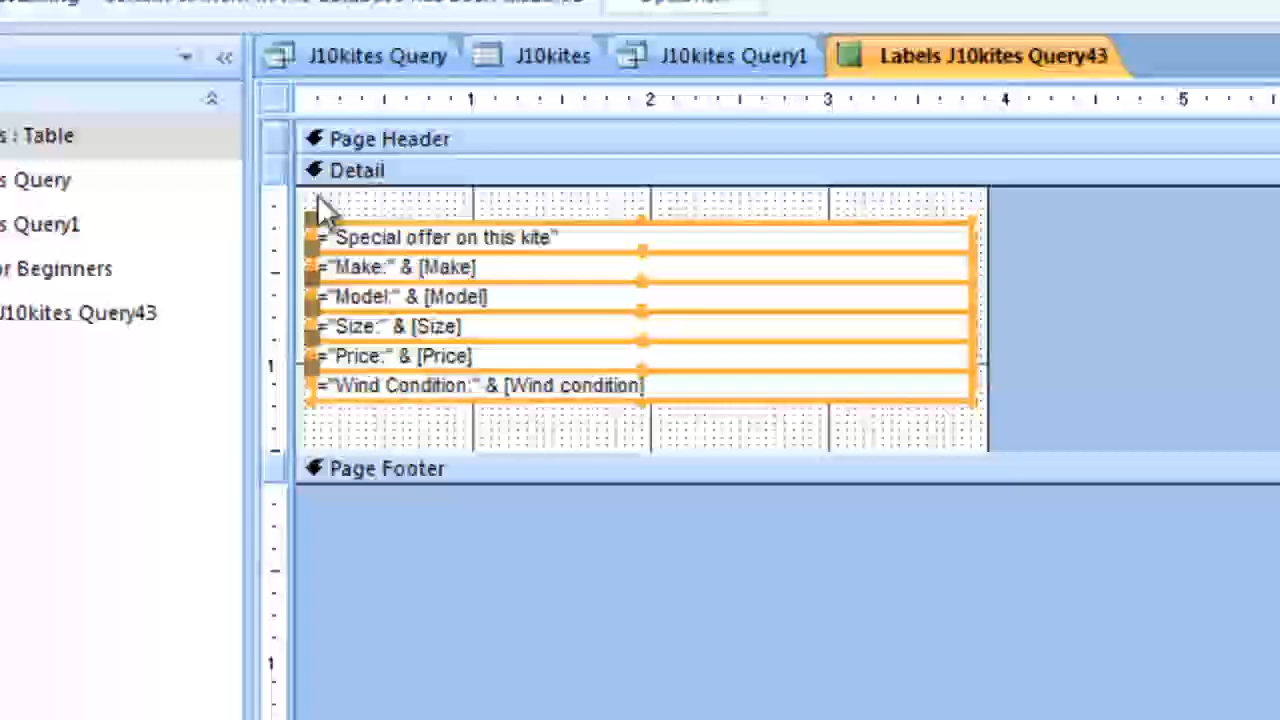 J10kites Query J10kites J10kites Query1 Labels J10kites Query43
1 2 3 4 5
s : Table
s Query
s Query1
or Beginners
J10kites Query43
Page Header
Detail
="Special offer on this kite"
="Make:" & [Make]
="Model:" & [Model]
="Size:" & [Size]
="Price:" & [Price]
="Wind Condition:" & [Wind condition]
1
Page Footer
1